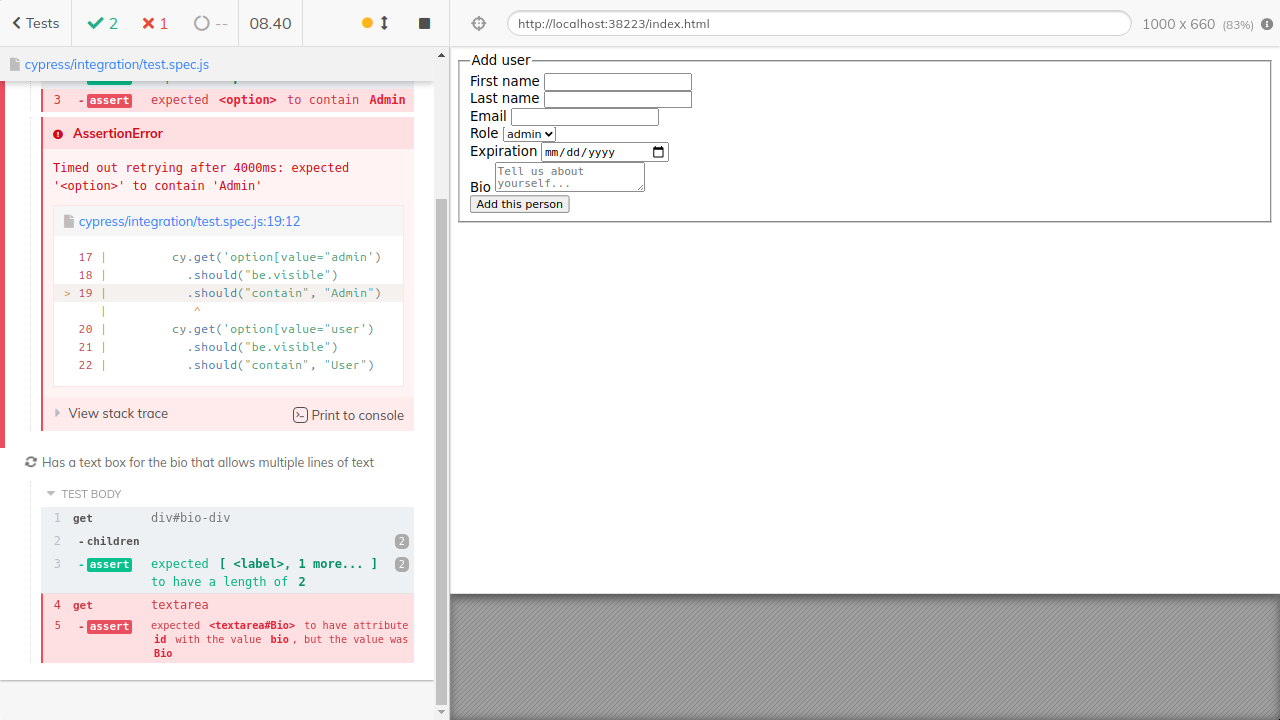 Tests
2
1
--
08.40
http://localhost:38223/index.html
1000 x 660 (83%)
cypress/integration/test.spec.js
3 - assert expected <option> to contain Admin
AssertionError
Timed out retrying after 4000ms: expected
'<option>' to contain 'Admin'
cypress/integration/test.spec.js:19:12
17 | cy.get('option[value="admin')
18 | .should("be.visible")
> 19 | .should("contain", "Admin")
| ^
20 | cy.get('option[value="user')
21 | .should("be.visible")
22 | .should("contain", "User")
View stack trace
Print to console
Has a text box for the bio that allows multiple lines of text
TEST BODY
1 get div#bio-div
2 - children 2
3 - assert expected [ <label>, 1 more... ] 2
to have a length of 2
4 get textarea
5 - assert expected <textarea#Bio> to have attribute
id with the value bio, but the value was
Bio
Add user
First name
Last name
Email
Role admin
Expiration mm/dd/yyyy
Bio Tell us about
yourself...
Add this person